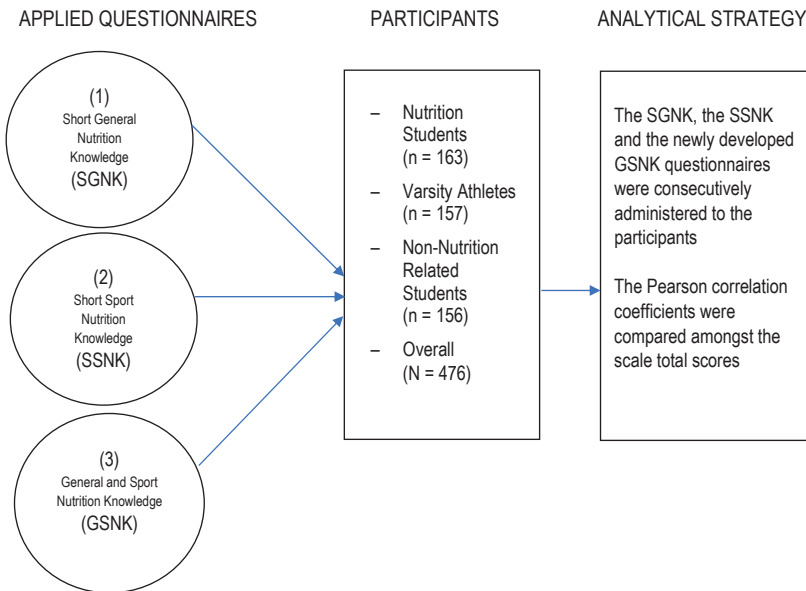 APPLIED QUESTIONNAIRES
PARTICIPANTS
ANALYTICAL STRATEGY
(1)
Short General
Nutrition
Knowledge
(SGNK)
(2)
Short Sport
Nutrition
Knowledge
(SSNK)
(3)
General and Sport
Nutrition Knowledge
(GSNK)
– Nutrition
Students
(n = 163)
– Varsity Athletes
(n = 157)
– Non-Nutrition
Related
Students
(n = 156)
– Overall
(N = 476)
The SGNK, the SSNK
and the newly developed
GSNK questionnaires
were consecutively
administered to the
participants
The Pearson correlation
coefficients were
compared amongst the
scale total scores